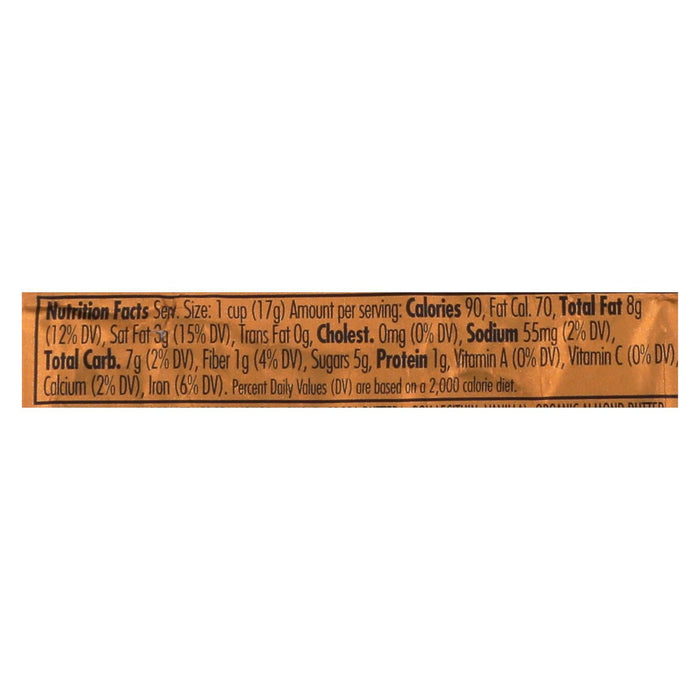 Nutrition Facts Serv. Size: 1 cup (17g) Amount per serving: Calories 90, Fat Cal. 70, Total Fat 8g
(12% DV), Sat Fat 3g (15% DV), Trans Fat 0g, Cholest. 0mg (0% DV), Sodium 55mg (2% DV),
Total Carb. 7g (2% DV), Fiber 1g (4% DV), Sugars 5g, Protein 1g, Vitamin A (0% DV), Vitamin C (0% DV),
Calcium (2% DV), Iron (6% DV). Percent Daily Values (DV) are based on a 2,000 calorie diet.
ORGANIC ALMOND BUTTER